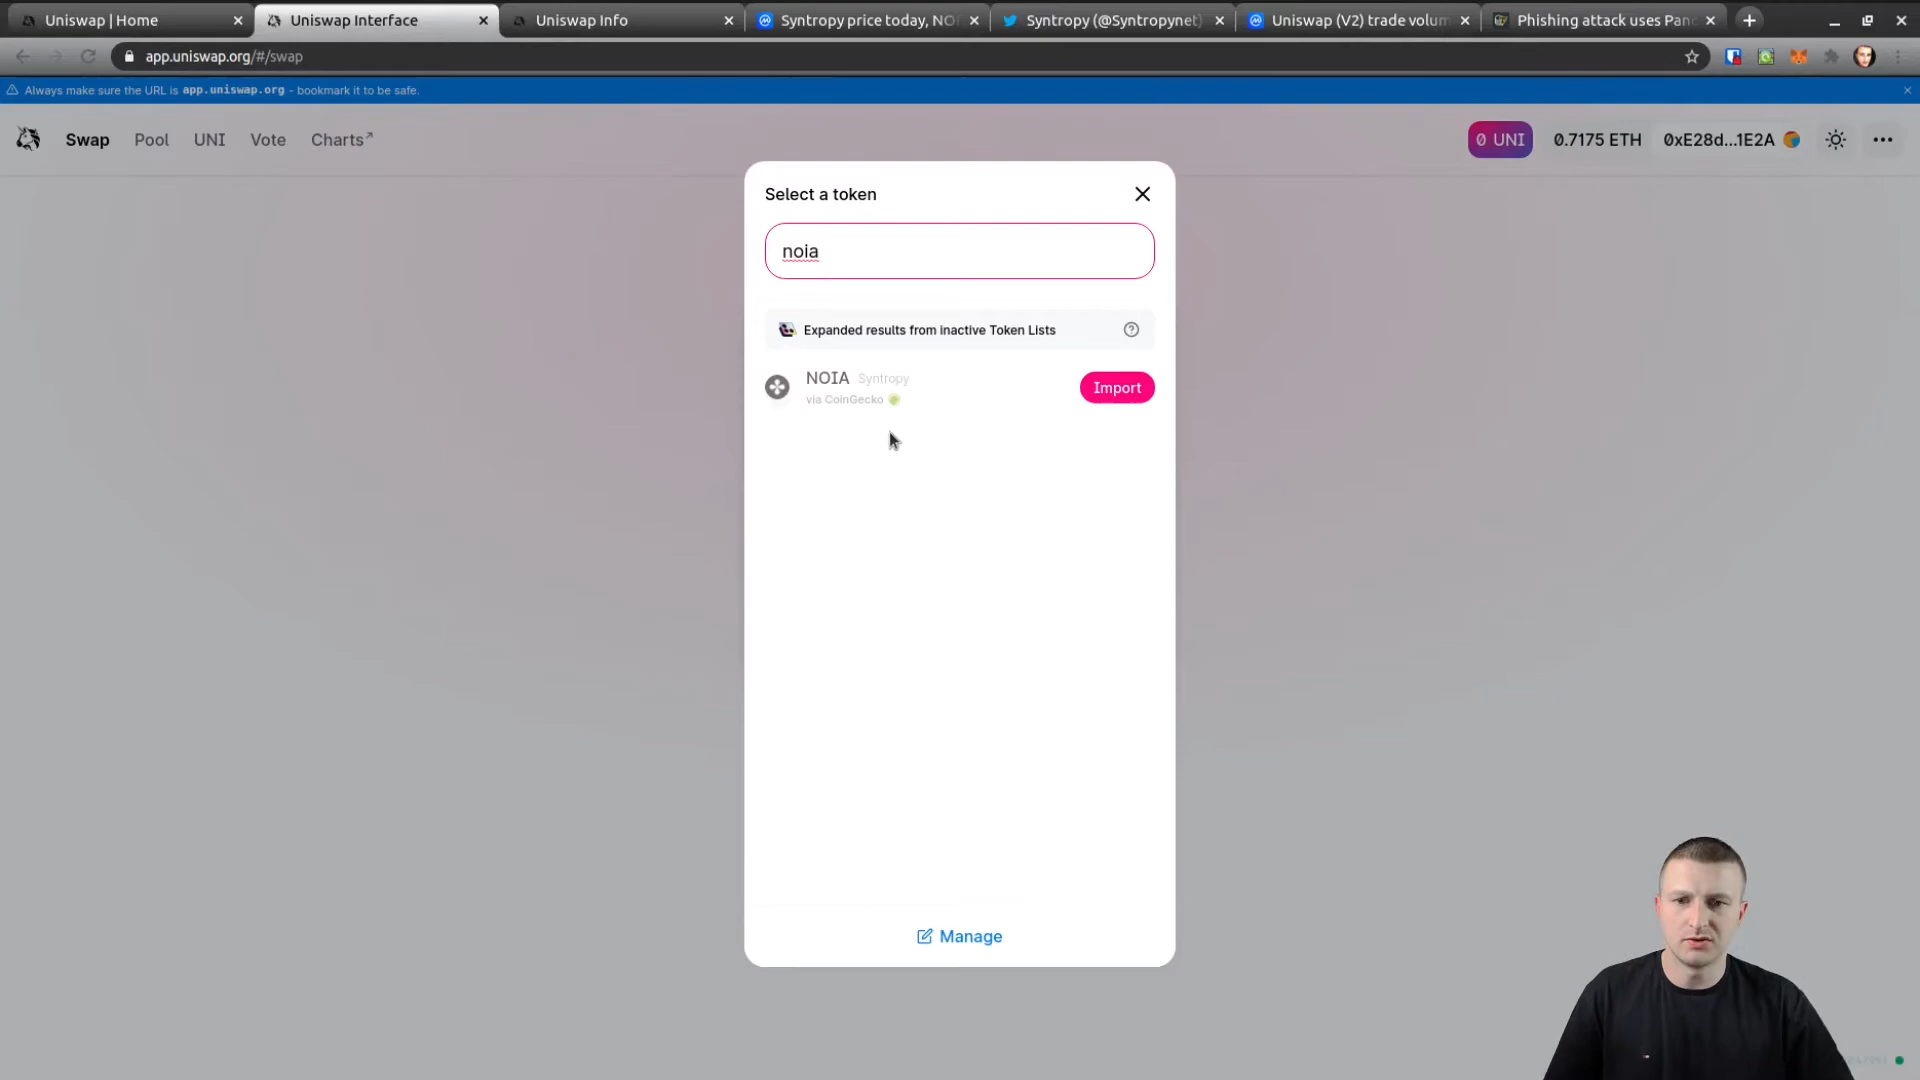 Uniswap | Home
Uniswap Interface
Uniswap Info
Syntropy price today, NO
Syntropy (@Syntropynet)
Uniswap (V2) trade volum
Phishing attack uses Panc
app.uniswap.org/#/swap
Always make sure the URL is app.uniswap.org - bookmark it to be safe.
Swap
Pool
UNI
Vote
Charts↗
0 UNI
0.7175 ETH
0xE28d...1E2A
Select a token
noia
Expanded results from inactive Token Lists
NOIA Syntropy
via CoinGecko
Import
Manage